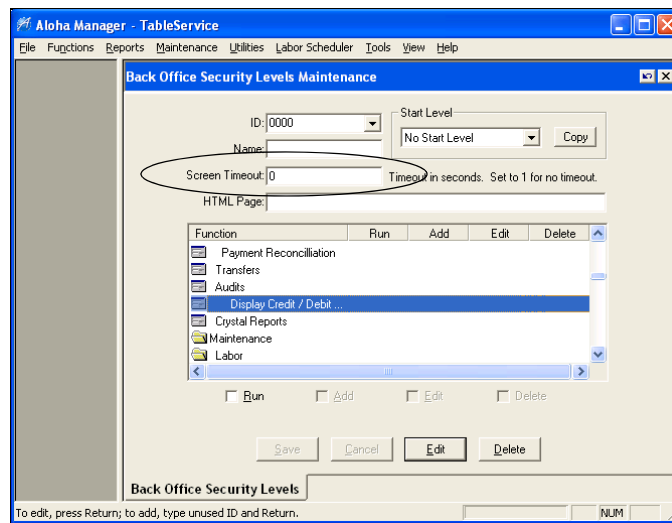 Aloha Manager - TableService
File Functions Reports Maintenance Utilities Labor Scheduler Tools View Help
Back Office Security Levels Maintenance
ID: 0000
Start Level
No Start Level Copy
Name:
Screen Timeout: 0 Timeout in seconds. Set to 1 for no timeout.
HTML Page:
Function Run Add Edit Delete
Payment Reconcilliation
Transfers
Audits
Display Credit / Debit ...
Crystal Reports
Maintenance
Labor
Run Add Edit Delete
Save Cancel Edit Delete
Back Office Security Levels
To edit, press Return; to add, type unused ID and Return. NUM